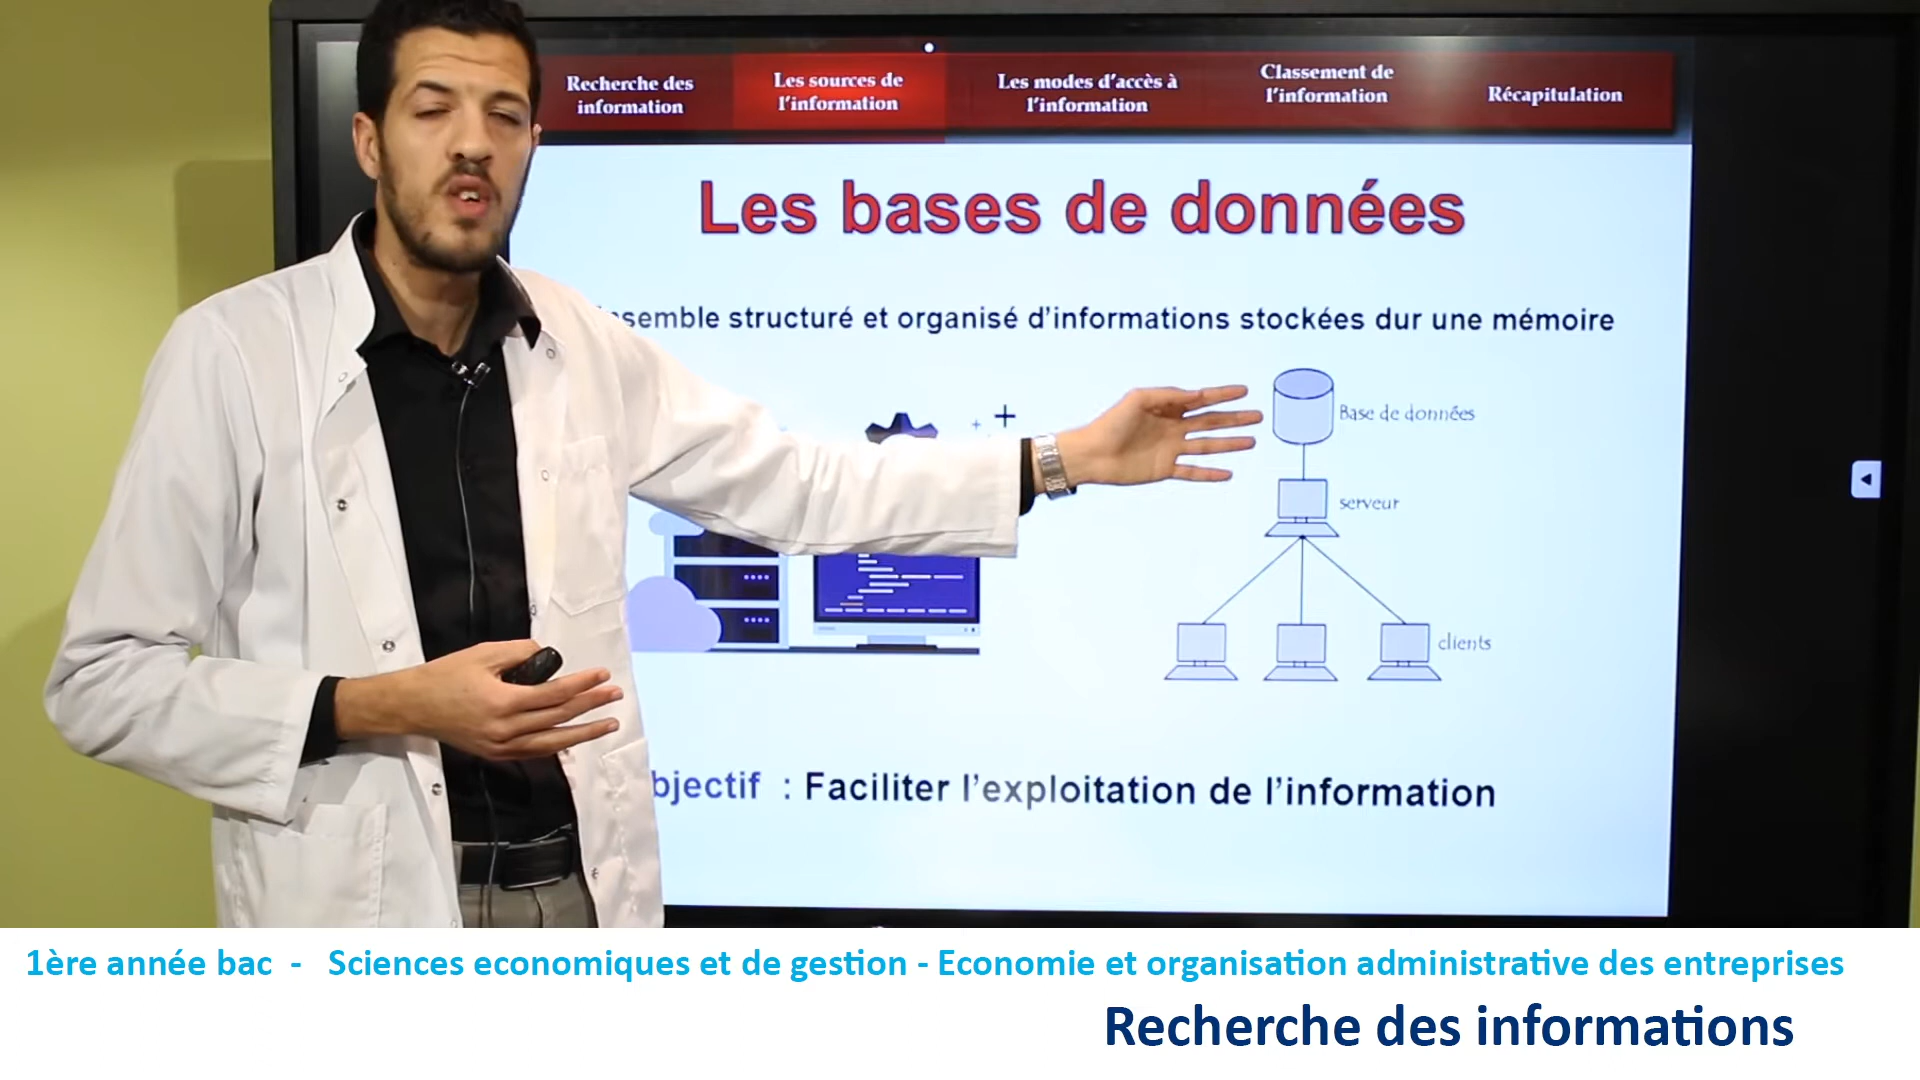 Recherche des
information
Les sources de
l'information
Les modes d'accès à
l'information
Classement de
l'information
Récapitulation
Les bases de données
structuré et organisé d'informations stockées dur une mémoire
Base de données
serveur
clients
: Faciliter l'exploitation de l'information
1ère année bac - Sciences economiques et de gestion - Economie et organisation administrative des entreprises
Recherche des informations